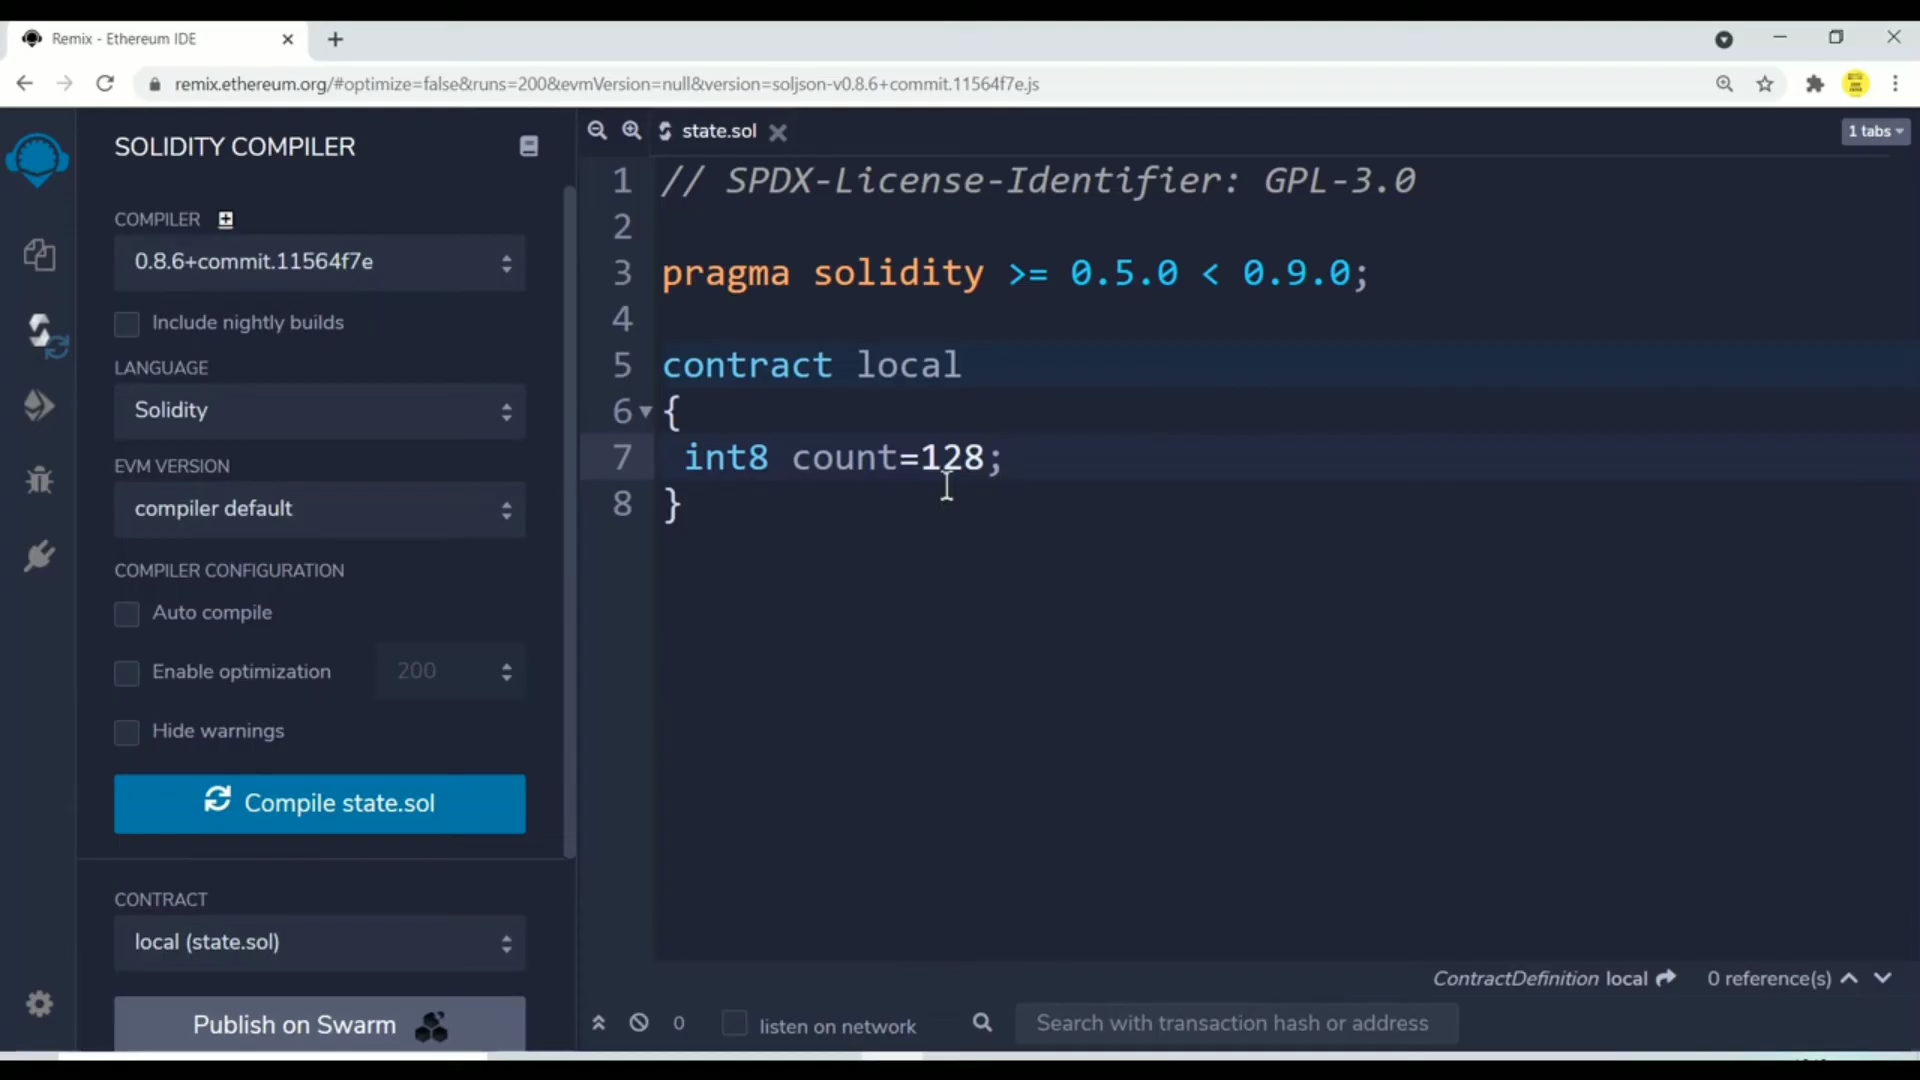 Remix - Ethereum IDE
remix.ethereum.org/#optimize=false&runs=200&evmVersion=null&version=soljson-v0.8.6+commit.11564f7e.js
SOLIDITY COMPILER
COMPILER
0.8.6+commit.11564f7e
Include nightly builds
LANGUAGE
Solidity
EVM VERSION
compiler default
COMPILER CONFIGURATION
Auto compile
Enable optimization 200
Hide warnings
Compile state.sol
CONTRACT
local (state.sol)
Publish on Swarm
state.sol
1 tabs
1 // SPDX-License-Identifier: GPL-3.0
2
3 pragma solidity >= 0.5.0 < 0.9.0;
4
5 contract local
6 {
7 int8 count=128;
8 }
ContractDefinition local 0 reference(s)
0 listen on network Search with transaction hash or address